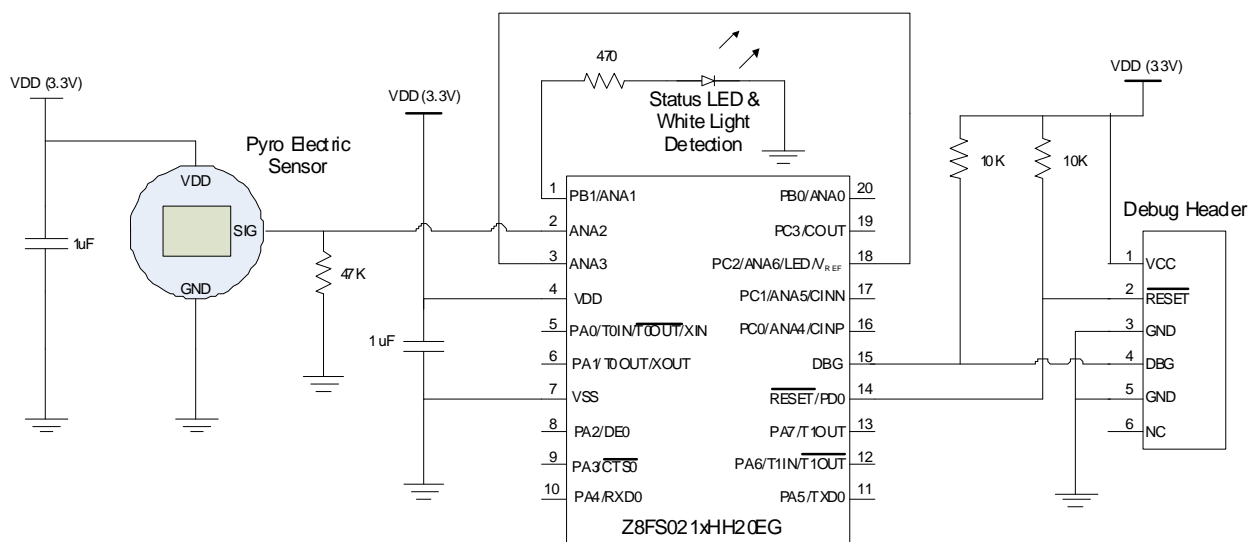 VDD (3.3V)
Pyro Electric
Sensor
VDD
SIG
GND
1uF
47K
VDD (3.3V)
1uF
470
Status LED &
White Light
Detection
1 PB1/ANA1
2 ANA2
3 ANA3
4 VDD
5 PA0/T0IN/T0OUT/XIN
6 PA1/T0OUT/XOUT
7 VSS
8 PA2/DE0
9 PA3/CTS0
10 PA4/RXD0
PB0/ANA0 20
PC3/COUT 19
PC2/ANA6/LED/VREF 18
PC1/ANA5/CINN 17
PC0/ANA4/CINP 16
DBG 15
RESET/PD0 14
PA7/T1OUT 13
PA6/T1IN/T1OUT 12
PA5/TXD0 11
Z8FS021xHH20EG
VDD (3.3V)
10K
10K
Debug Header
1 VCC
2 RESET
3 GND
4 DBG
5 GND
6 NC